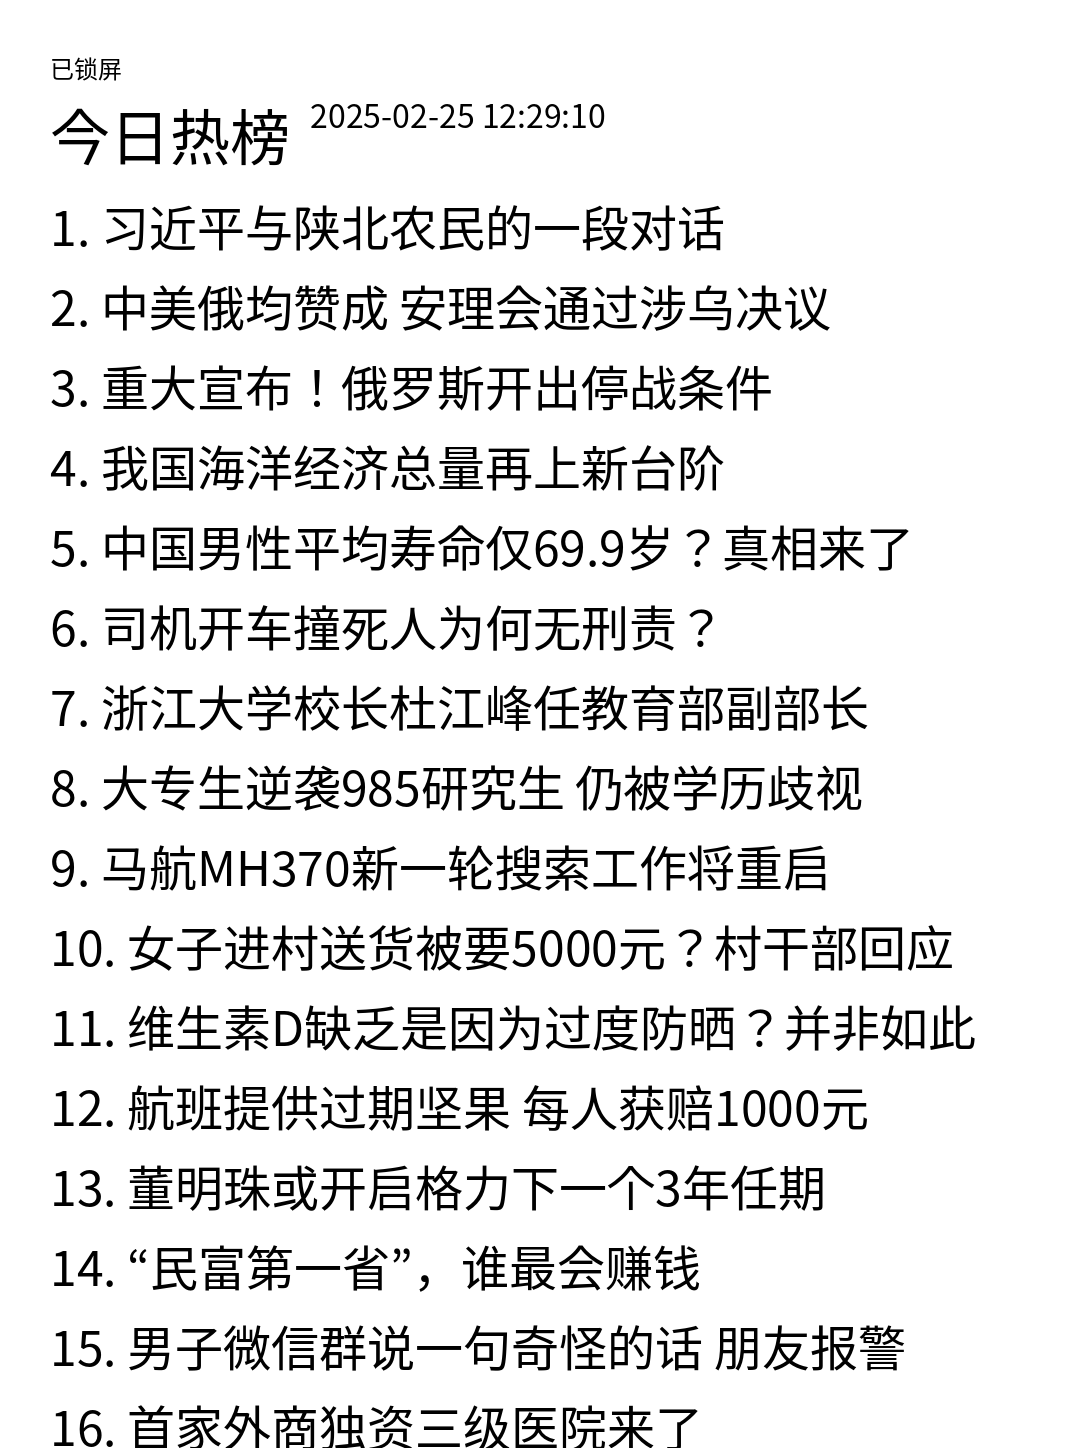 已锁屏
今日热榜 2025-02-25 12:29:10
1. 习近平与陕北农民的一段对话
2. 中美俄均赞成 安理会通过涉乌决议
3. 重大宣布！俄罗斯开出停战条件
4. 我国海洋经济总量再上新台阶
5. 中国男性平均寿命仅69.9岁？真相来了
6. 司机开车撞死人为何无刑责？
7. 浙江大学校长杜江峰任教育部副部长
8. 大专生逆袭985研究生 仍被学历歧视
9. 马航MH370新一轮搜索工作将重启
10. 女子进村送货被要5000元？村干部回应
11. 维生素D缺乏是因为过度防晒？并非如此
12. 航班提供过期坚果 每人获赔1000元
13. 董明珠或开启格力下一个3年任期
14. “民富第一省”，谁最会赚钱
15. 男子微信群说一句奇怪的话 朋友报警
16. 首家外商独资三级医院来了